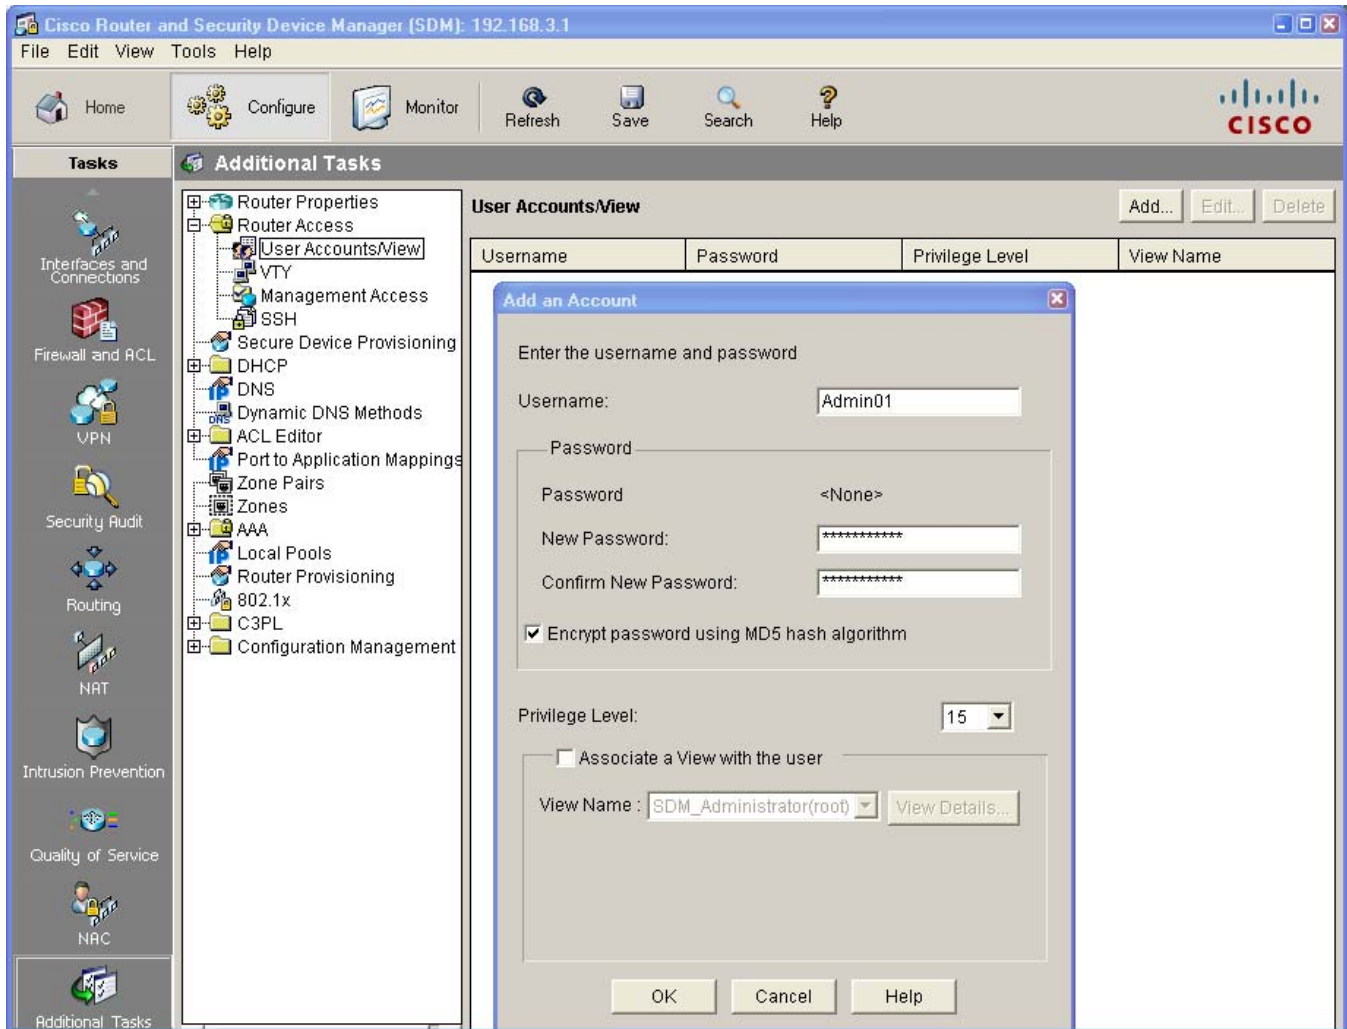 Cisco Router and Security Device Manager (SDM): 192.168.3.1
File Edit View Tools Help
Home
Configure
Monitor
Refresh
Save
Search
Help
CISCO
Tasks
Interfaces and
Connections
Firewall and ACL
VPN
Security Audit
Routing
NAT
Intrusion Prevention
Quality of Service
NAC
Additional Tasks
Additional Tasks
Router Properties
Router Access
User Accounts/View
VTY
Management Access
SSH
Secure Device Provisioning
DHCP
DNS
Dynamic DNS Methods
ACL Editor
Port to Application Mappings
Zone Pairs
Zones
AAA
Local Pools
Router Provisioning
802.1x
C3PL
Configuration Management
User Accounts/View
Add... Edit... Delete
Username Password Privilege Level View Name
Add an Account
Enter the username and password
Username: Admin01
Password
Password <None>
New Password: ***********
Confirm New Password: ***********
Encrypt password using MD5 hash algorithm
Privilege Level: 15
Associate a View with the user
View Name : SDM_Administrator(root) View Details...
OK Cancel Help